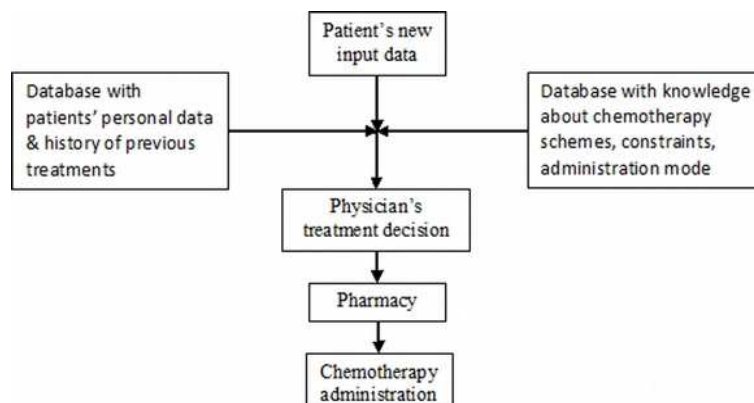 Patient's new
input data
Database with
patients' personal data
& history of previous
treatments
Database with knowledge
about chemotherapy
schemes, constraints,
administration mode
Physician's
treatment decision
Pharmacy
Chemotherapy
administration